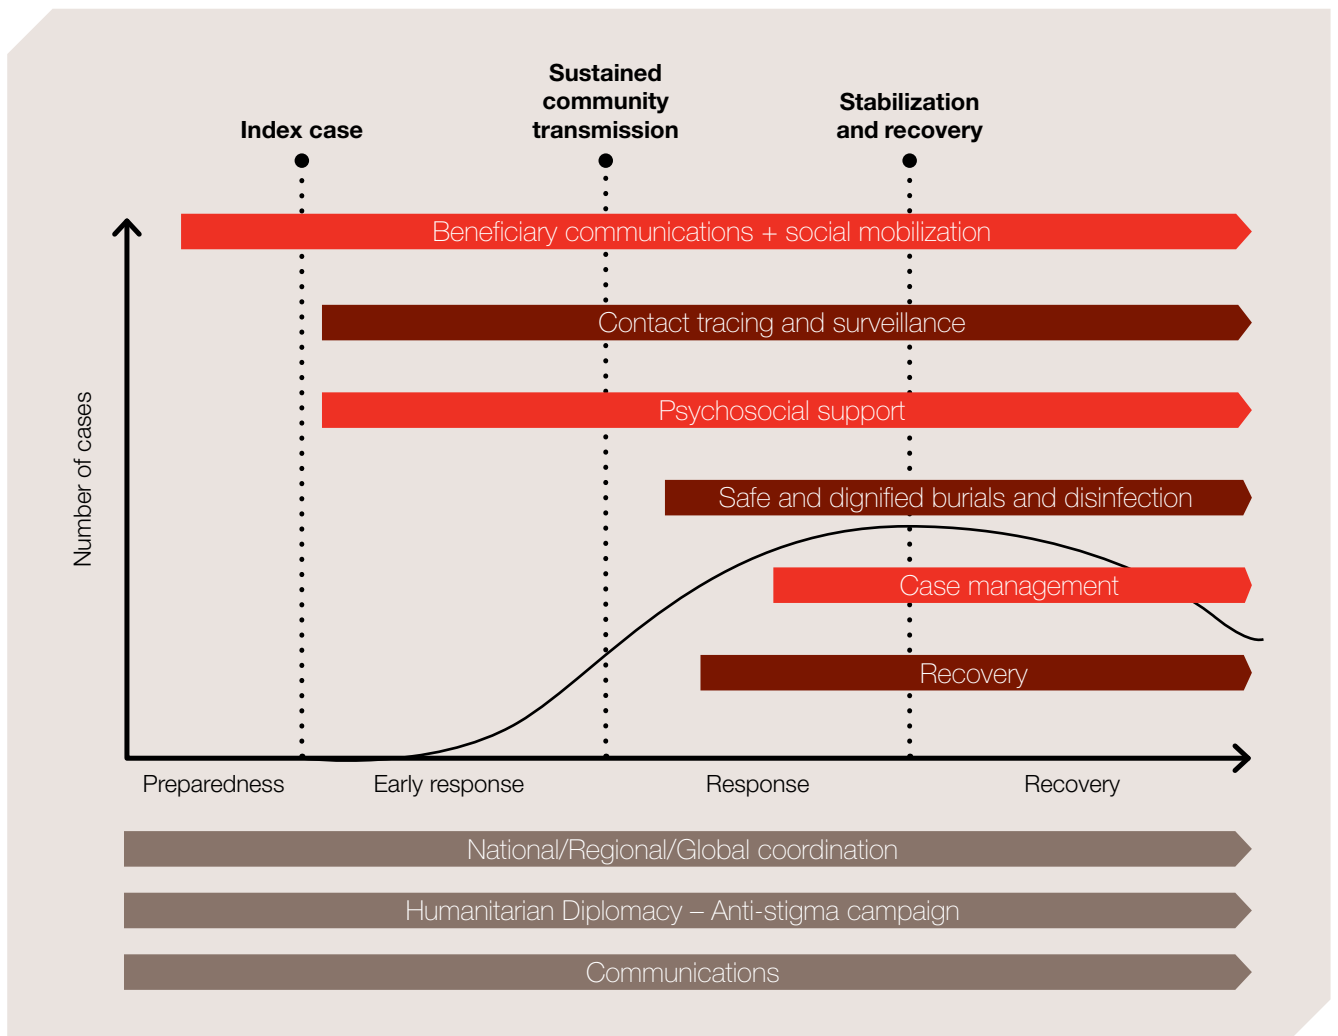 Sustained
community
transmission
Index case
Stabilization
and recovery
Beneficiary communications + social mobilization
Contact tracing and surveillance
Psychosocial support
Safe and dignified burials and disinfection
Case management
Recovery
Number of cases
Preparedness
Early response
Response
Recovery
National/Regional/Global coordination
Humanitarian Diplomacy – Anti-stigma campaign
Communications